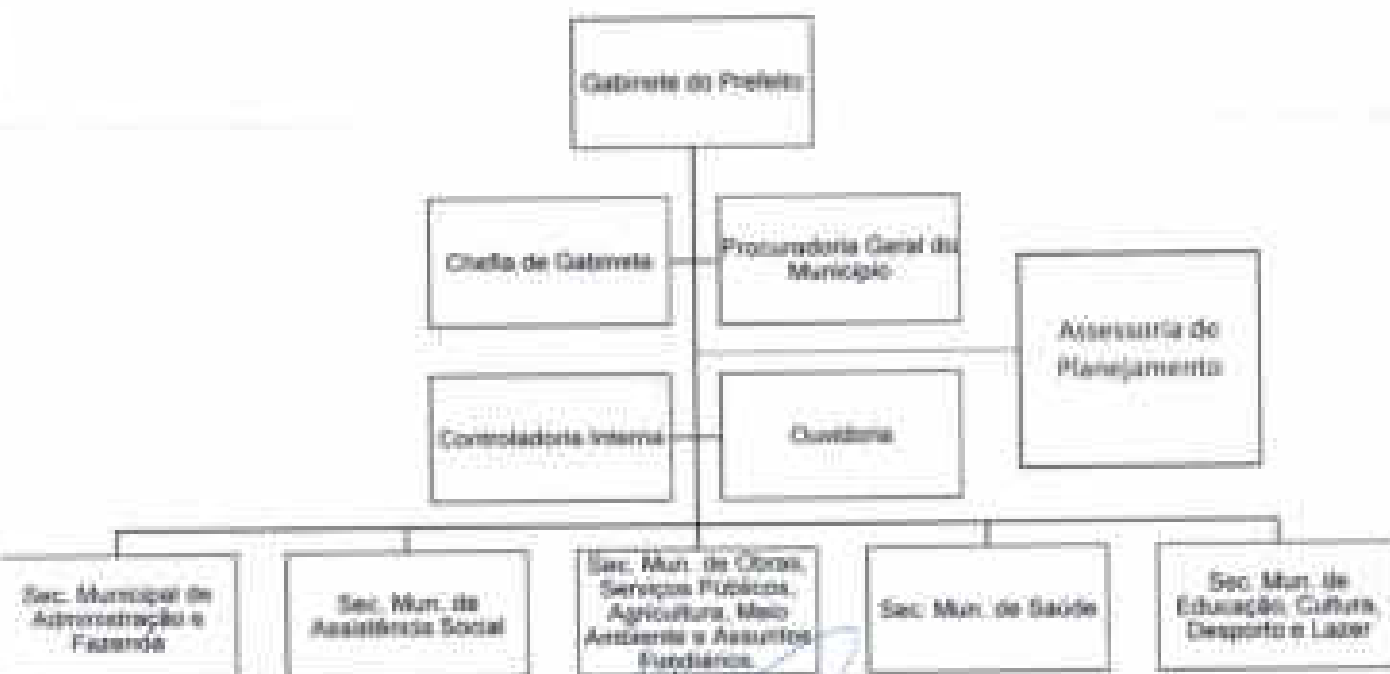 Gabinete do Prefeito
Chefia de Gabinete
Procuradoria Geral do
Município
Assessoria de
Planejamento
Controladoria Interna
Ouvidoria
Sec. Municipal de
Administração e
Fazenda
Sec. Mun. de
Assistência Social
Sec. Mun. de Obras,
Serviços Públicos,
Agricultura, Meio
Ambiente e Assuntos
Fundiários.
Sec. Mun. de Saúde
Sec. Mun. de
Educação, Cultura,
Desporto e Lazer